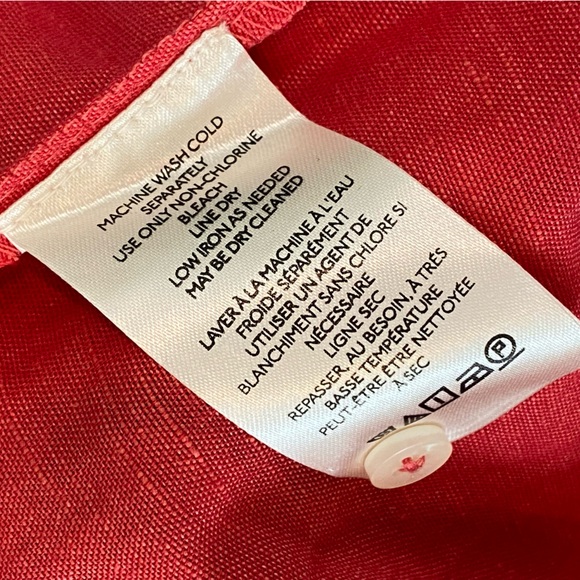 MACHINE WASH COLD
SEPARATELY
USE ONLY NON-CHLORINE
BLEACH
LINE DRY
LOW IRON AS NEEDED
MAY BE DRY CLEANED
LAVER À LA MACHINE À L'EAU
FROIDE SÉPARÉMENT
UTILISER UN AGENT DE
BLANCHIMENT SANS CHLORE SI
NÉCESSAIRE
LIGNE SEC
REPASSER, AU BESOIN, À TRÈS
BASSE TEMPÉRATURE
PEUT-ÊTRE ÊTRE NETTOYÉE
À SEC
P